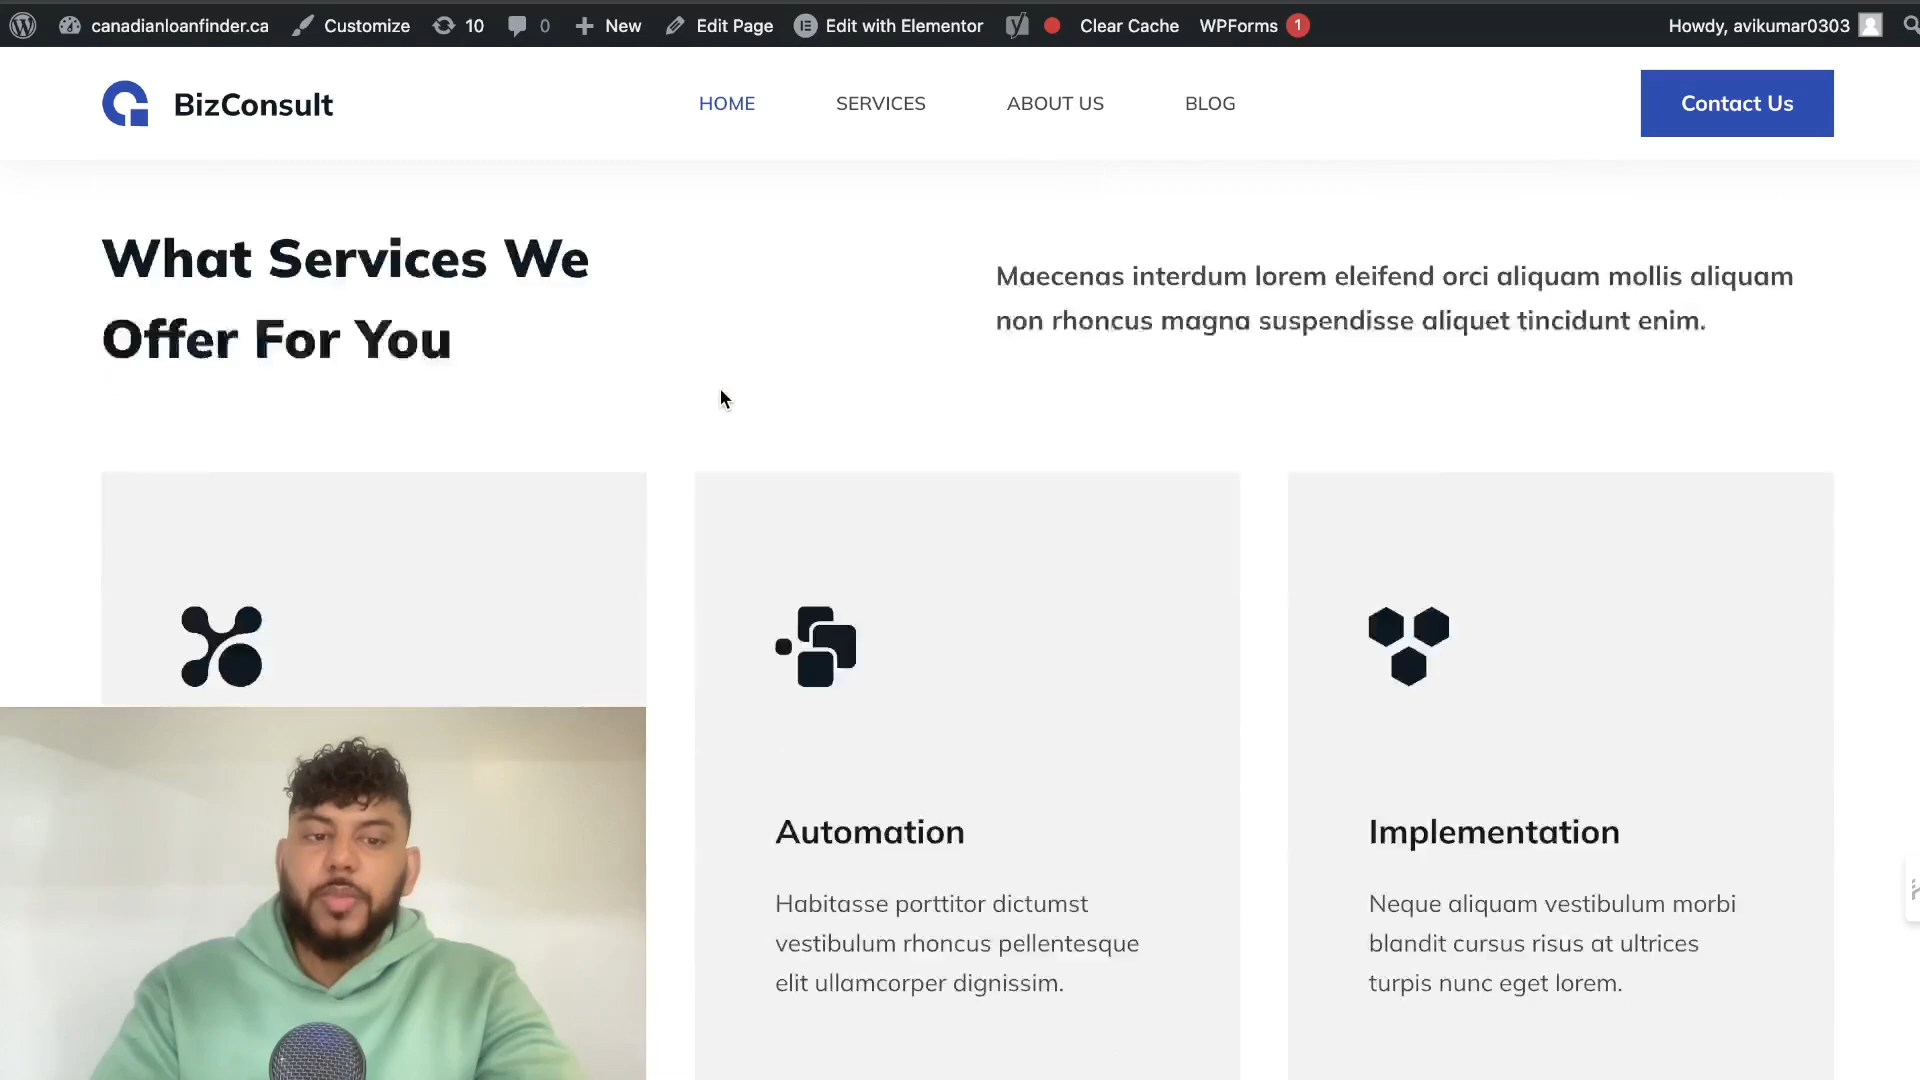 canadianloanfinder.ca Customize 10 0 New Edit Page Edit with Elementor Clear Cache WPForms 1 Howdy, avikumar0303
BizConsult HOME SERVICES ABOUT US BLOG Contact Us
What Services We
Offer For You
Maecenas interdum lorem eleifend orci aliquam mollis aliquam
non rhoncus magna suspendisse aliquet tincidunt enim.
Automation
Habitasse porttitor dictumst
vestibulum rhoncus pellentesque
elit ullamcorper dignissim.
Implementation
Neque aliquam vestibulum morbi
blandit cursus risus at ultrices
turpis nunc eget lorem.